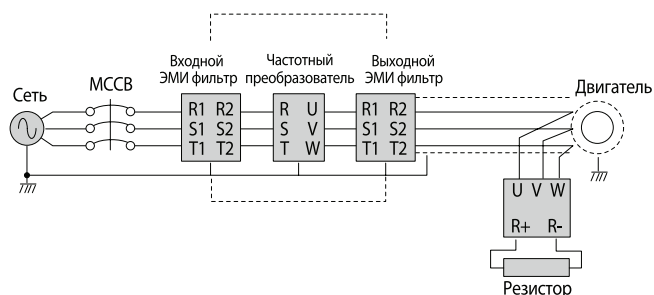 Входной
ЭМИ фильтр
Частотный
преобразователь
Выходной
ЭМИ фильтр
Сеть
МССВ
Двигатель
R1 R2
S1 S2
T1 T2
R U
S V
T W
R1 R2
S1 S2
T1 T2
U V W
R+ R-
Резистор